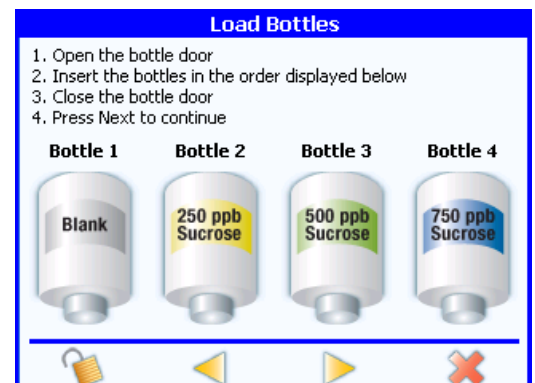 Load Bottles
1. Open the bottle door
2. Insert the bottles in the order displayed below
3. Close the bottle door
4. Press Next to continue
Bottle 1 Bottle 2 Bottle 3 Bottle 4
Blank
250 ppb
Sucrose
500 ppb
Sucrose
750 ppb
Sucrose